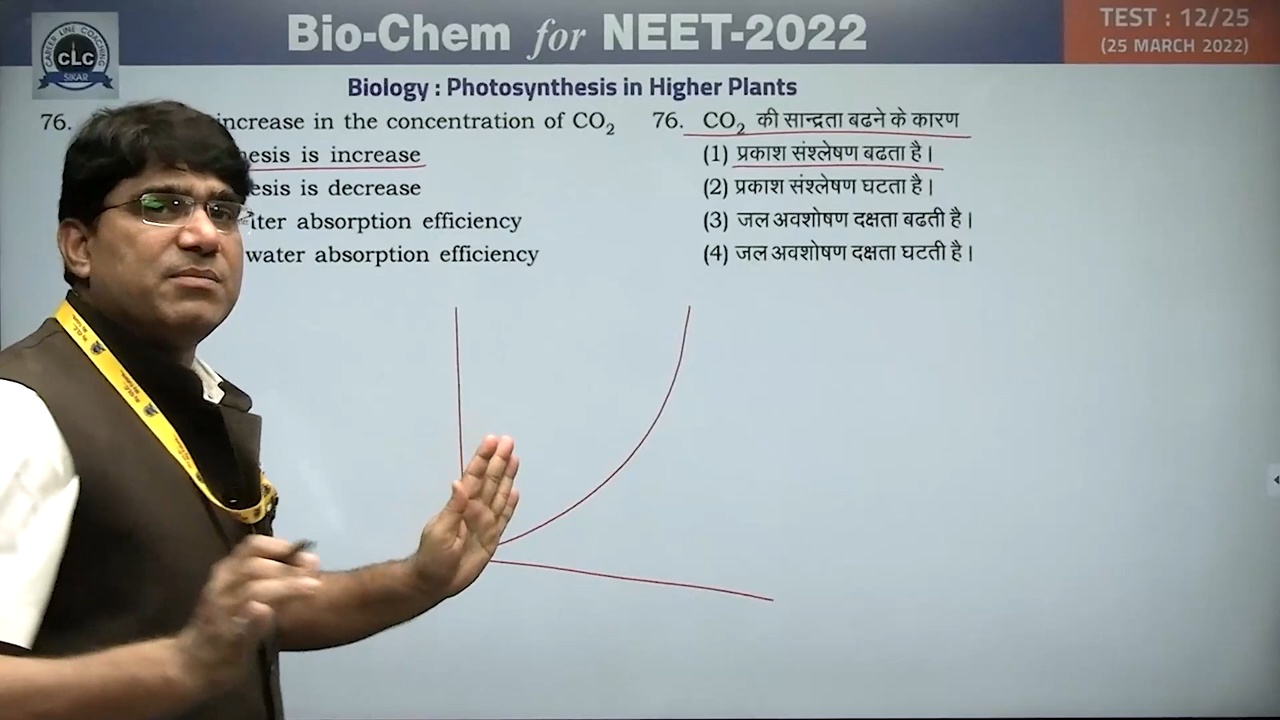 Bio-Chem for NEET-2022
TEST : 12/25
(25 MARCH 2022)
CAREER LINE COACHING
CLC
SIKAR
Biology : Photosynthesis in Higher Plants
76. increase in the concentration of CO₂
esis is increase
esis is decrease
ter absorption efficiency
water absorption efficiency
76. CO₂ की सान्द्रता बढने के कारण
(1) प्रकाश संश्लेषण बढता है।
(2) प्रकाश संश्लेषण घटता है।
(3) जल अवशोषण दक्षता बढती है।
(4) जल अवशोषण दक्षता घटती है।